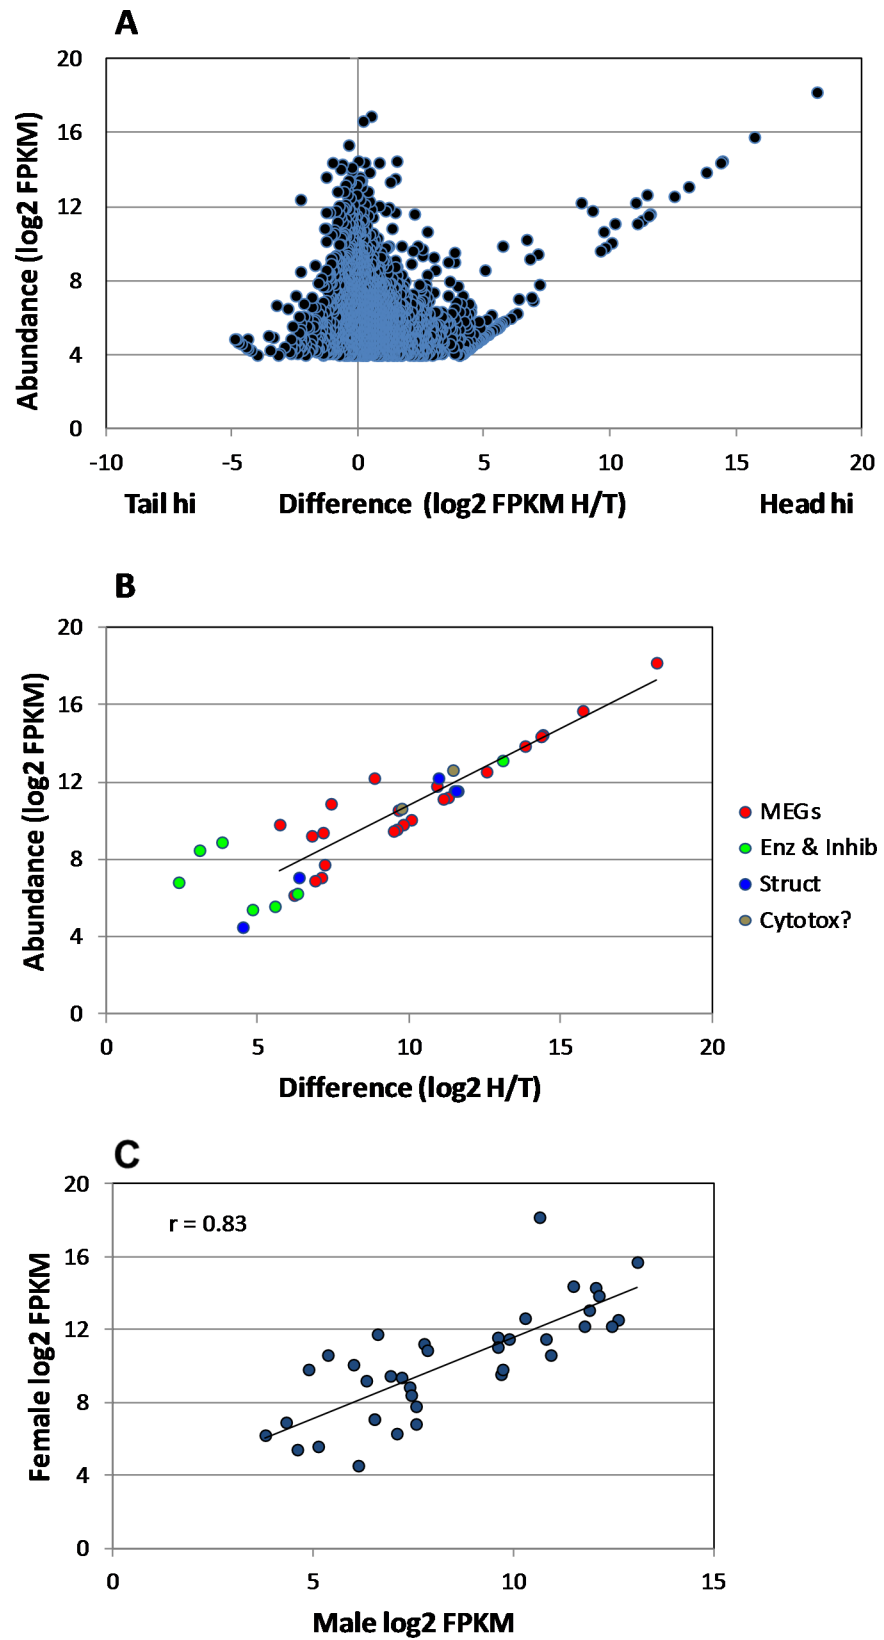 A
20
16
12
8
4
0
Abundance (log2 FPKM)
-10 -5 0 5 10 15 20
Tail hi Difference (log2 FPKM H/T) Head hi
B
20
16
12
8
4
0
Abundance (log2 FPKM)
MEGs
Enz & Inhib
Struct
Cytotox?
0 5 10 15 20
Difference (log2 H/T)
C
20
16
12
8
4
0
Female log2 FPKM
r = 0.83
0 5 10 15
Male log2 FPKM